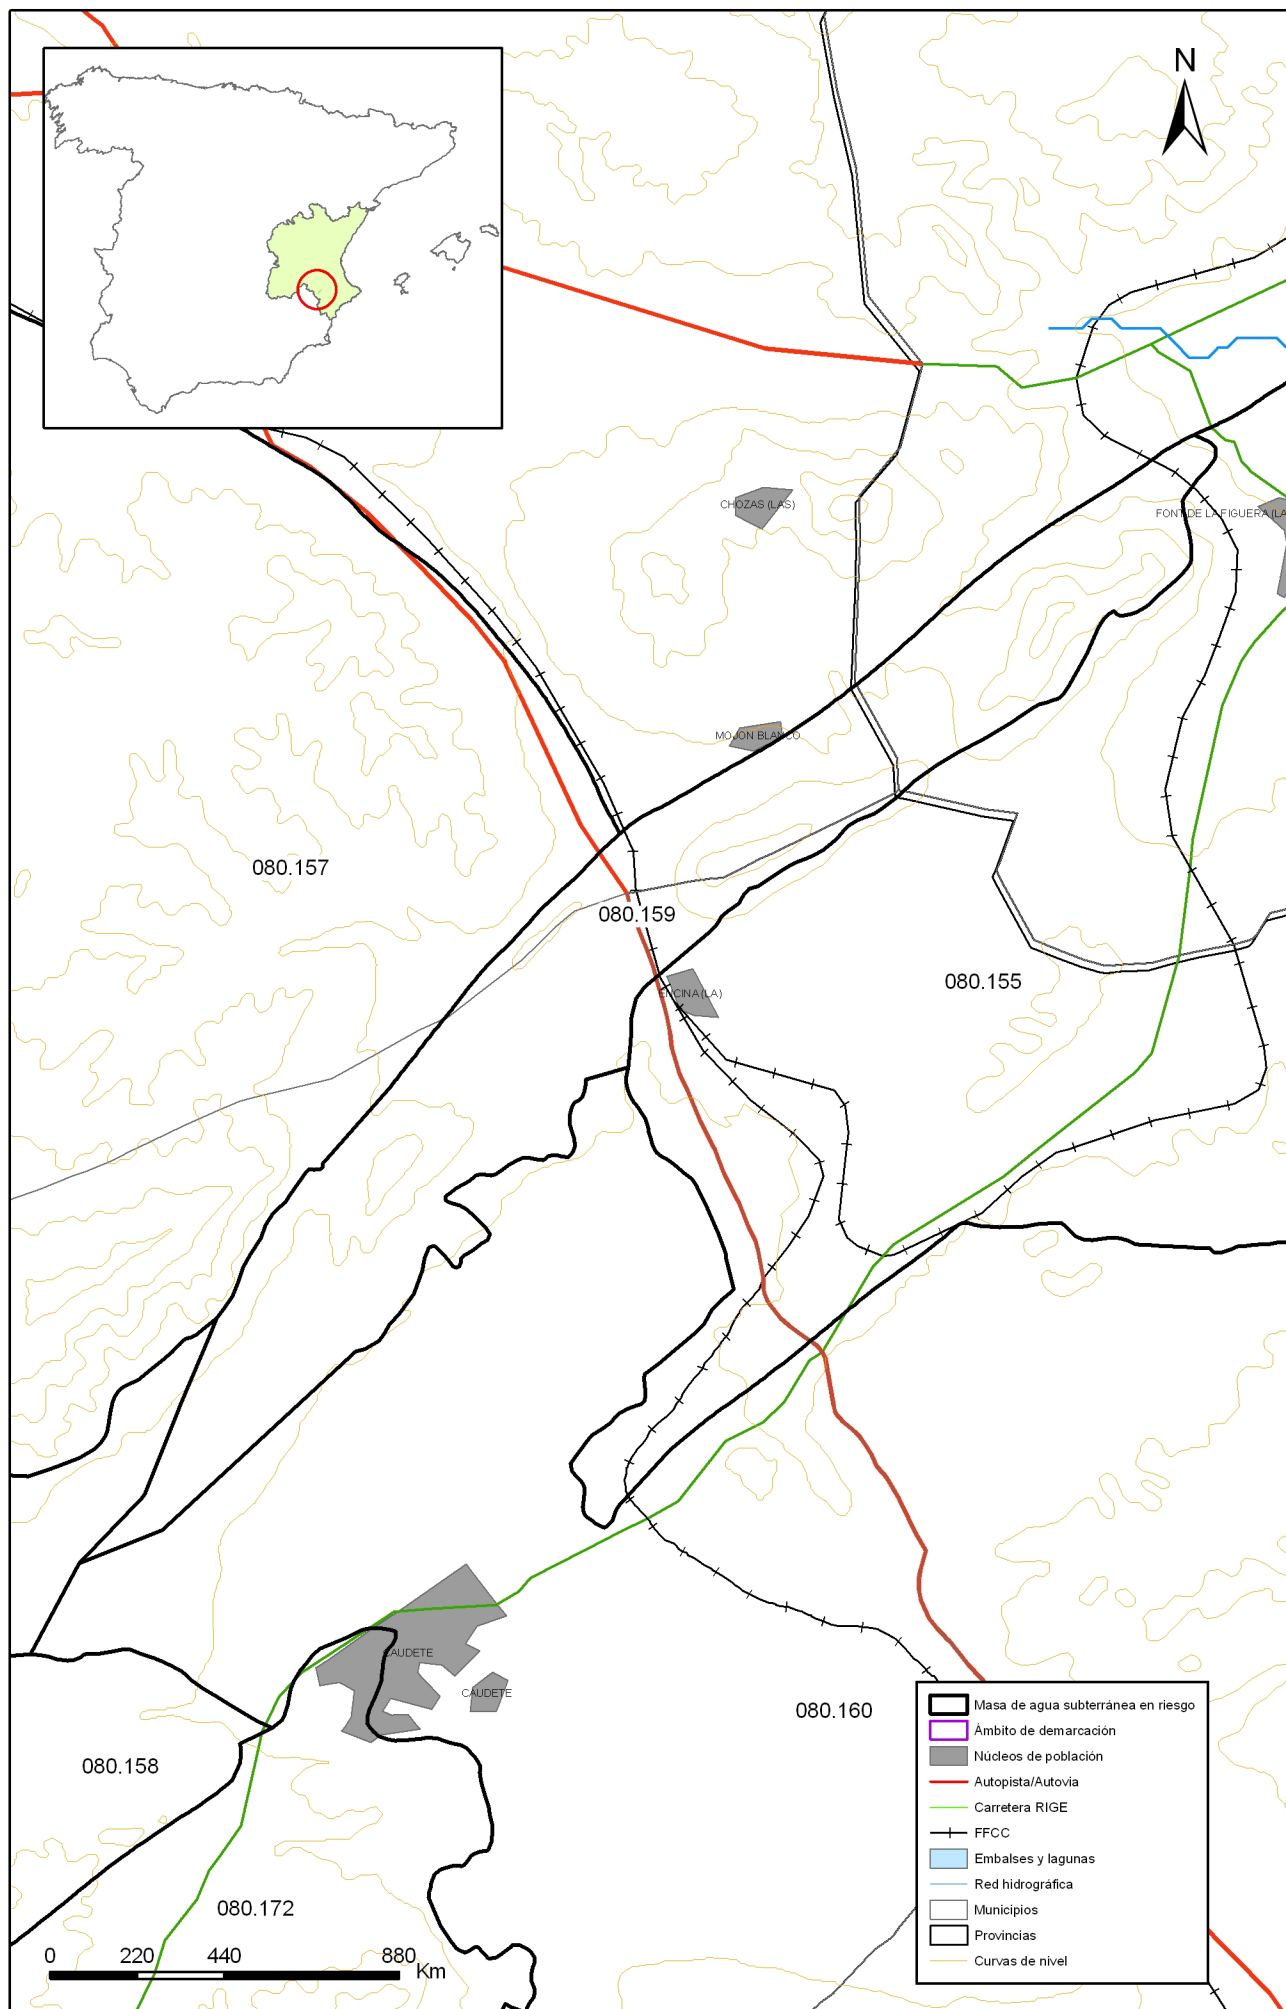 N
CHOZAS (LAS)
FONT DE LA FIGUERA (LA
MOJON BLANCO
080.157
080.159
080.155
ENCINA (LA)
CAUDETE
CAUDETE
080.160
080.158
080.172
0 220 440 880
Km
Masa de agua subterránea en riesgo
Ámbito de demarcación
Núcleos de población
Autopista/Autovia
Carretera RIGE
FFCC
Embalses y lagunas
Red hidrográfica
Municipios
Provincias
Curvas de nivel